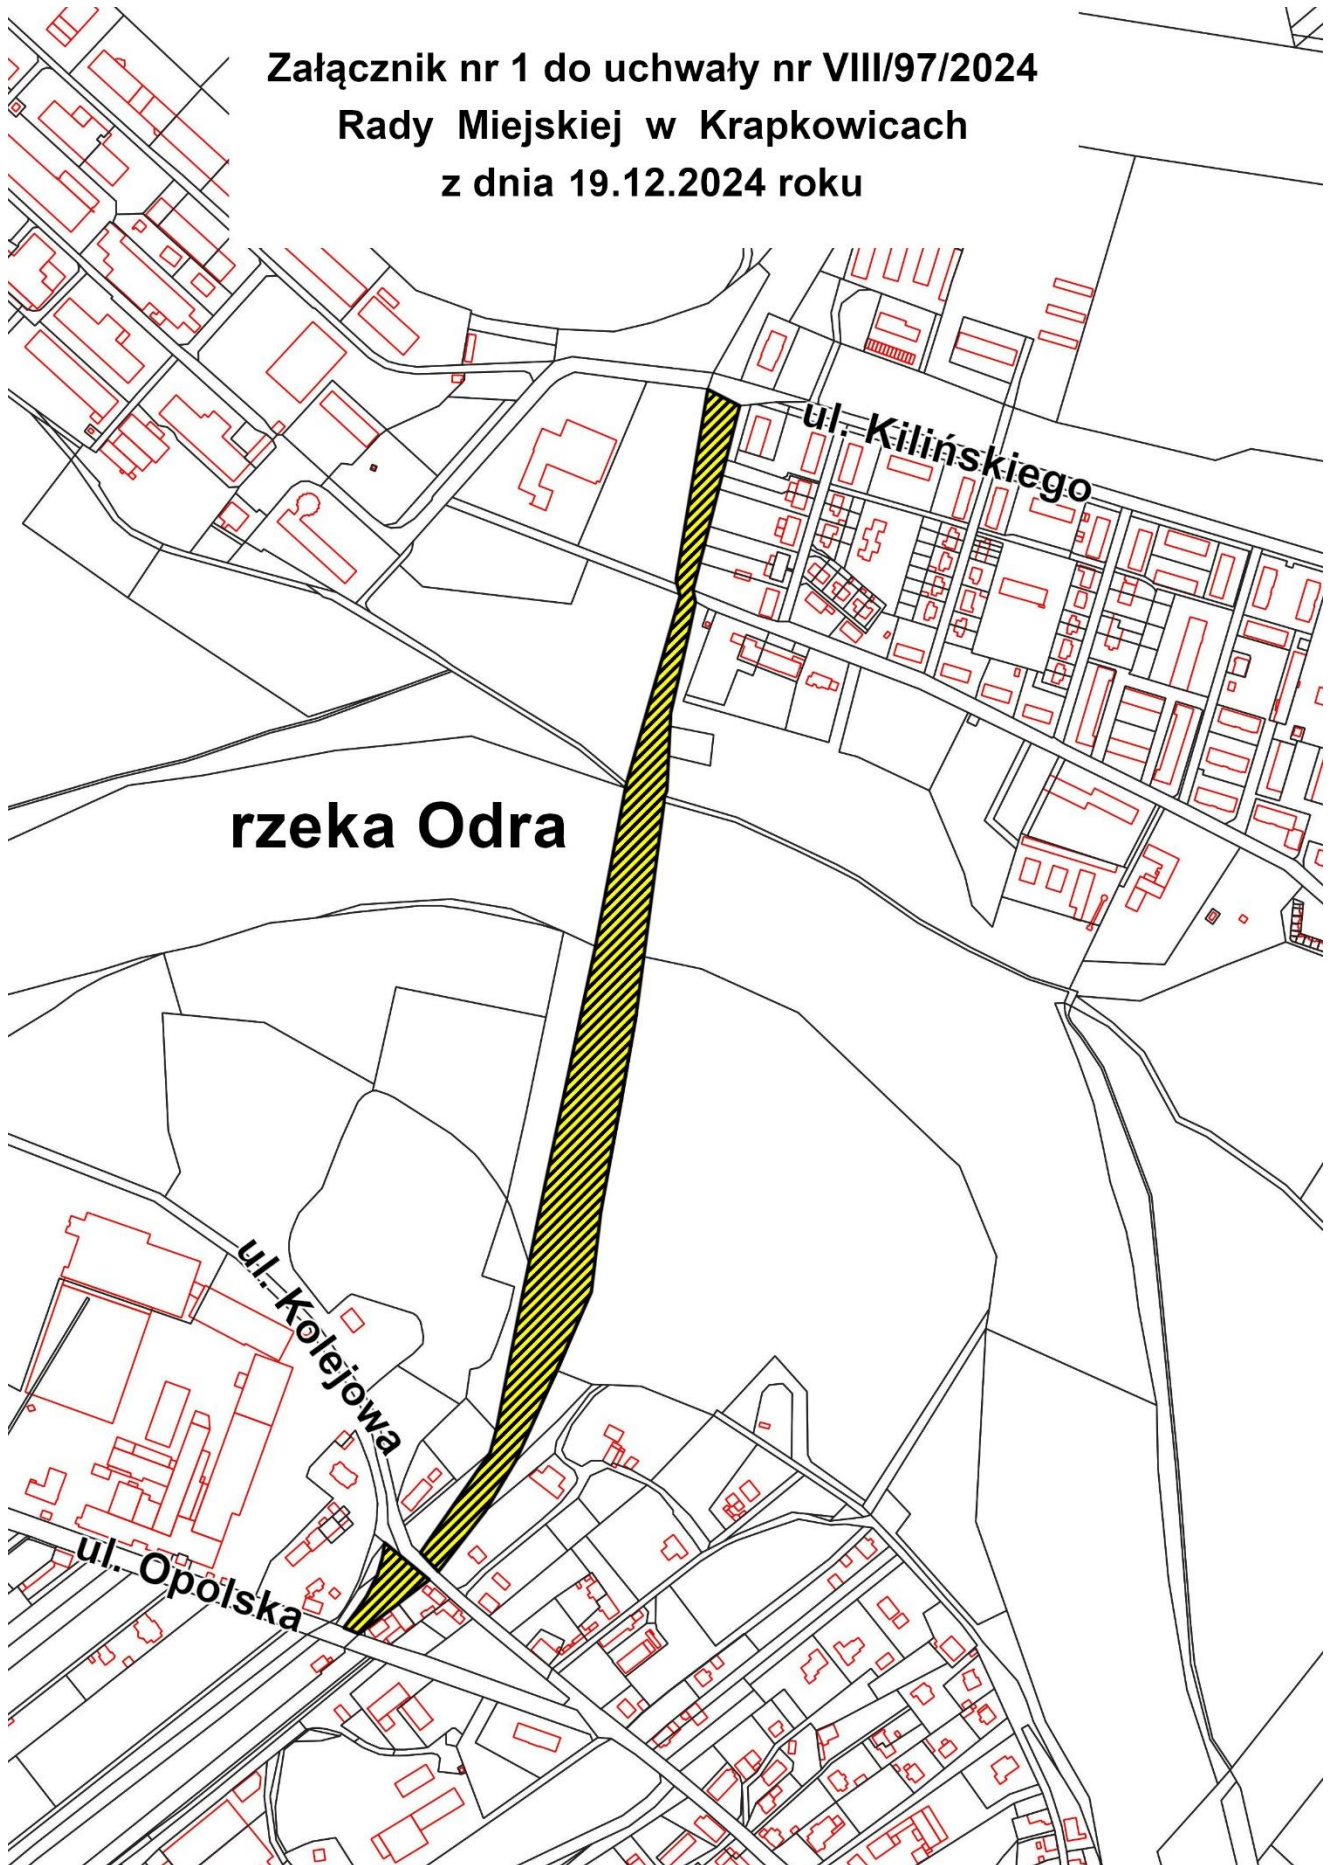 Załącznik nr 1 do uchwały nr VIII/97/2024
Rady Miejskiej w Krapkowicach
z dnia 19.12.2024 roku
ul. Kilińskiego
rzeka Odra
ul. Kolejowa
ul. Opolska